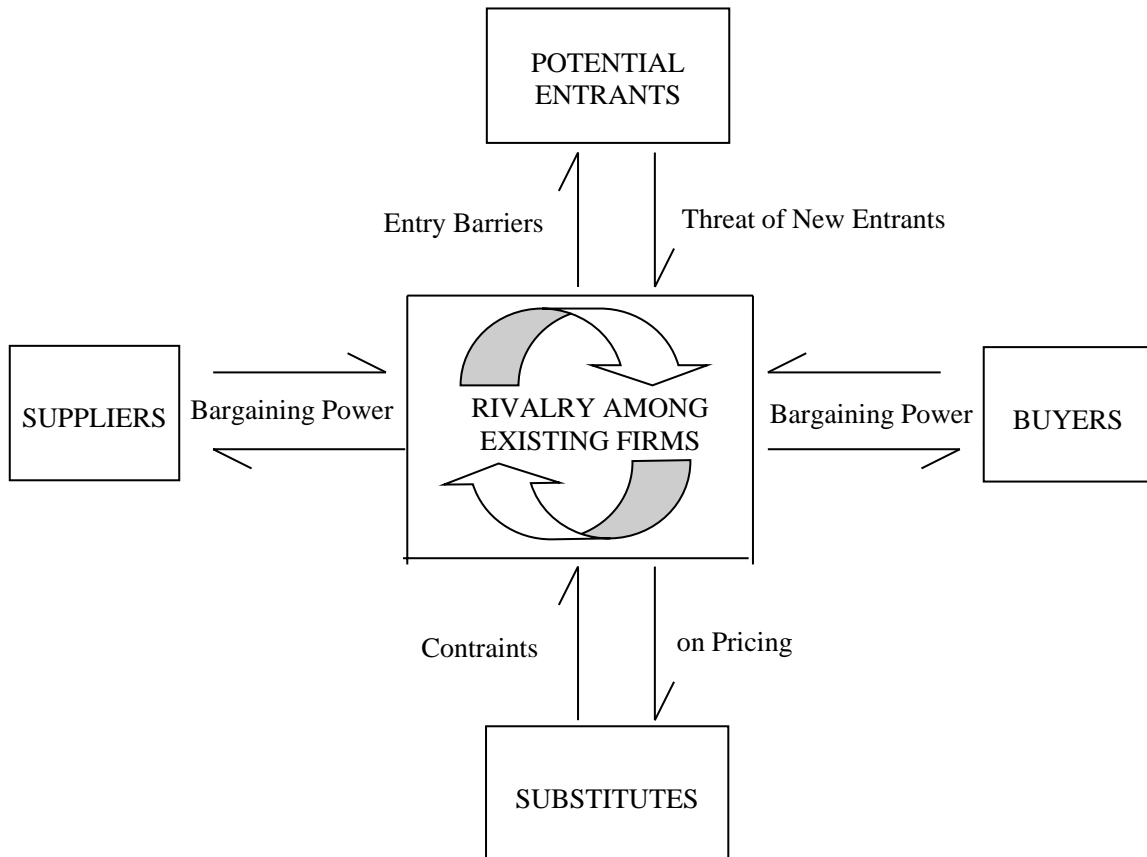 POTENTIAL
ENTRANTS
Entry Barriers
Threat of New Entrants
SUPPLIERS
Bargaining Power
RIVALRY AMONG
EXISTING FIRMS
Bargaining Power
BUYERS
Contraints
on Pricing
SUBSTITUTES